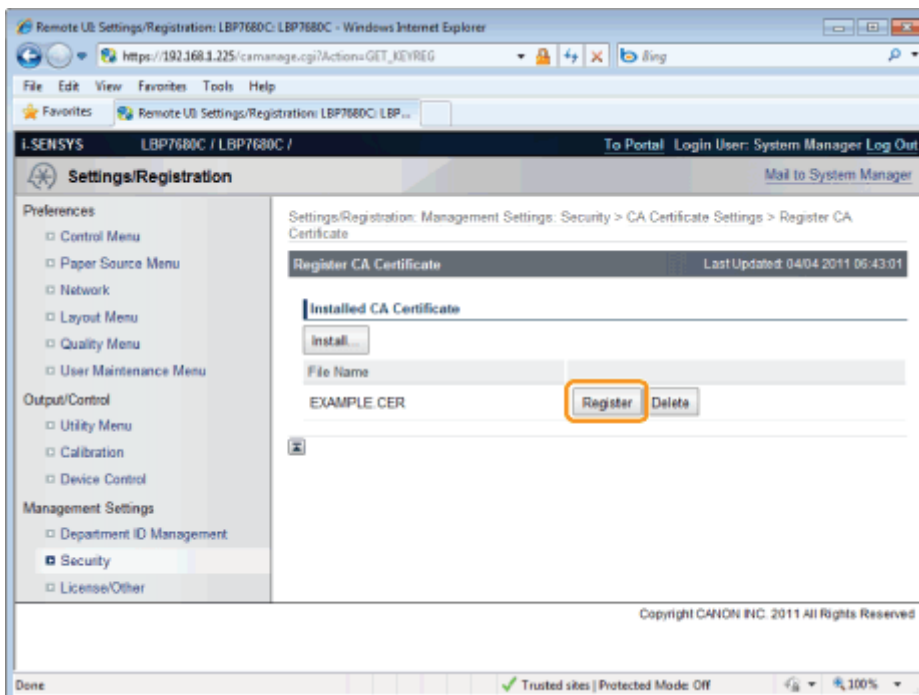 Remote UI: Settings/Registration: LBP7680C: LBP7680C - Windows Internet Explorer
https://192.168.1.225/camanage.cgi?Action=GET_KEYREG
Bing
File Edit View Favorites Tools Help
Favorites Remote UI: Settings/Registration: LBP7680C: LBP...
i-SENSYS LBP7680C / LBP7680C / To Portal Login User: System Manager Log Out
Settings/Registration Mail to System Manager
Preferences
Control Menu
Paper Source Menu
Network
Layout Menu
Quality Menu
User Maintenance Menu
Output/Control
Utility Menu
Calibration
Device Control
Management Settings
Department ID Management
Security
License/Other
Settings/Registration: Management Settings: Security > CA Certificate Settings > Register CA
Certificate
Register CA Certificate Last Updated: 04/04 2011 06:43:01
Installed CA Certificate
Install...
File Name
EXAMPLE.CER Register Delete
Copyright CANON INC. 2011 All Rights Reserved
Done Trusted sites | Protected Mode: Off 100%